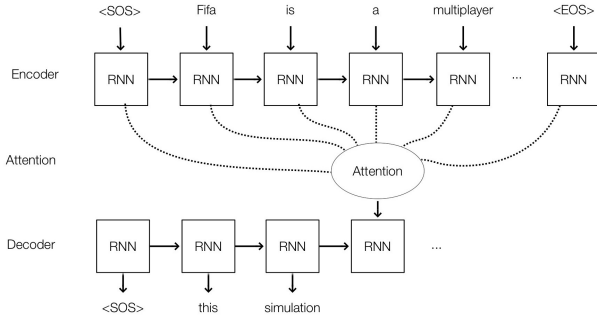 <SOS> Fifa is a multiplayer <EOS>
Encoder RNN RNN RNN RNN RNN ... RNN
Attention Attention
Decoder RNN RNN RNN RNN ...
<SOS> this simulation